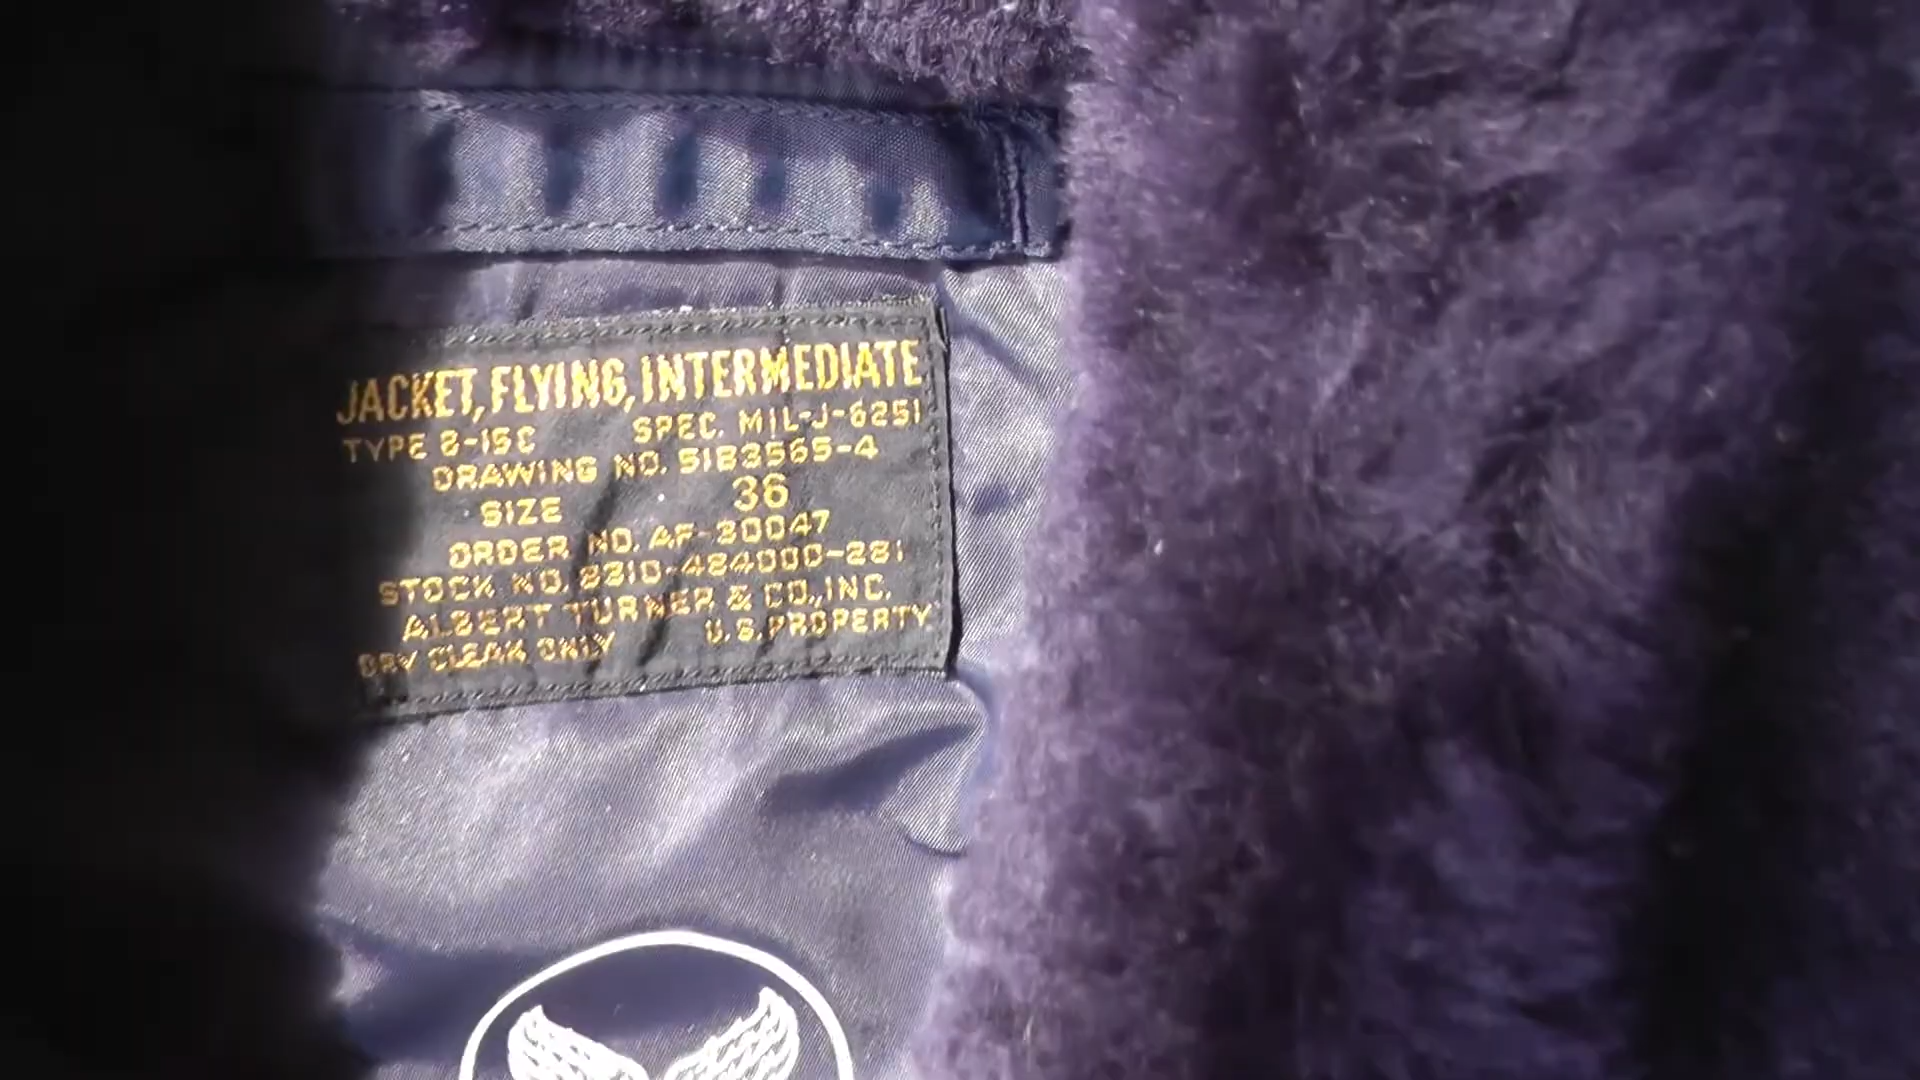 JACKET, FLYING, INTERMEDIATE
TYPE B-15C SPEC. MIL-J-6251
DRAWING NO. 51B3565-4
SIZE 36
ORDER NO. AF-30047
STOCK NO. 8310-484000-281
ALBERT TURNER & CO., INC.
DRY CLEAN ONLY U.S. PROPERTY